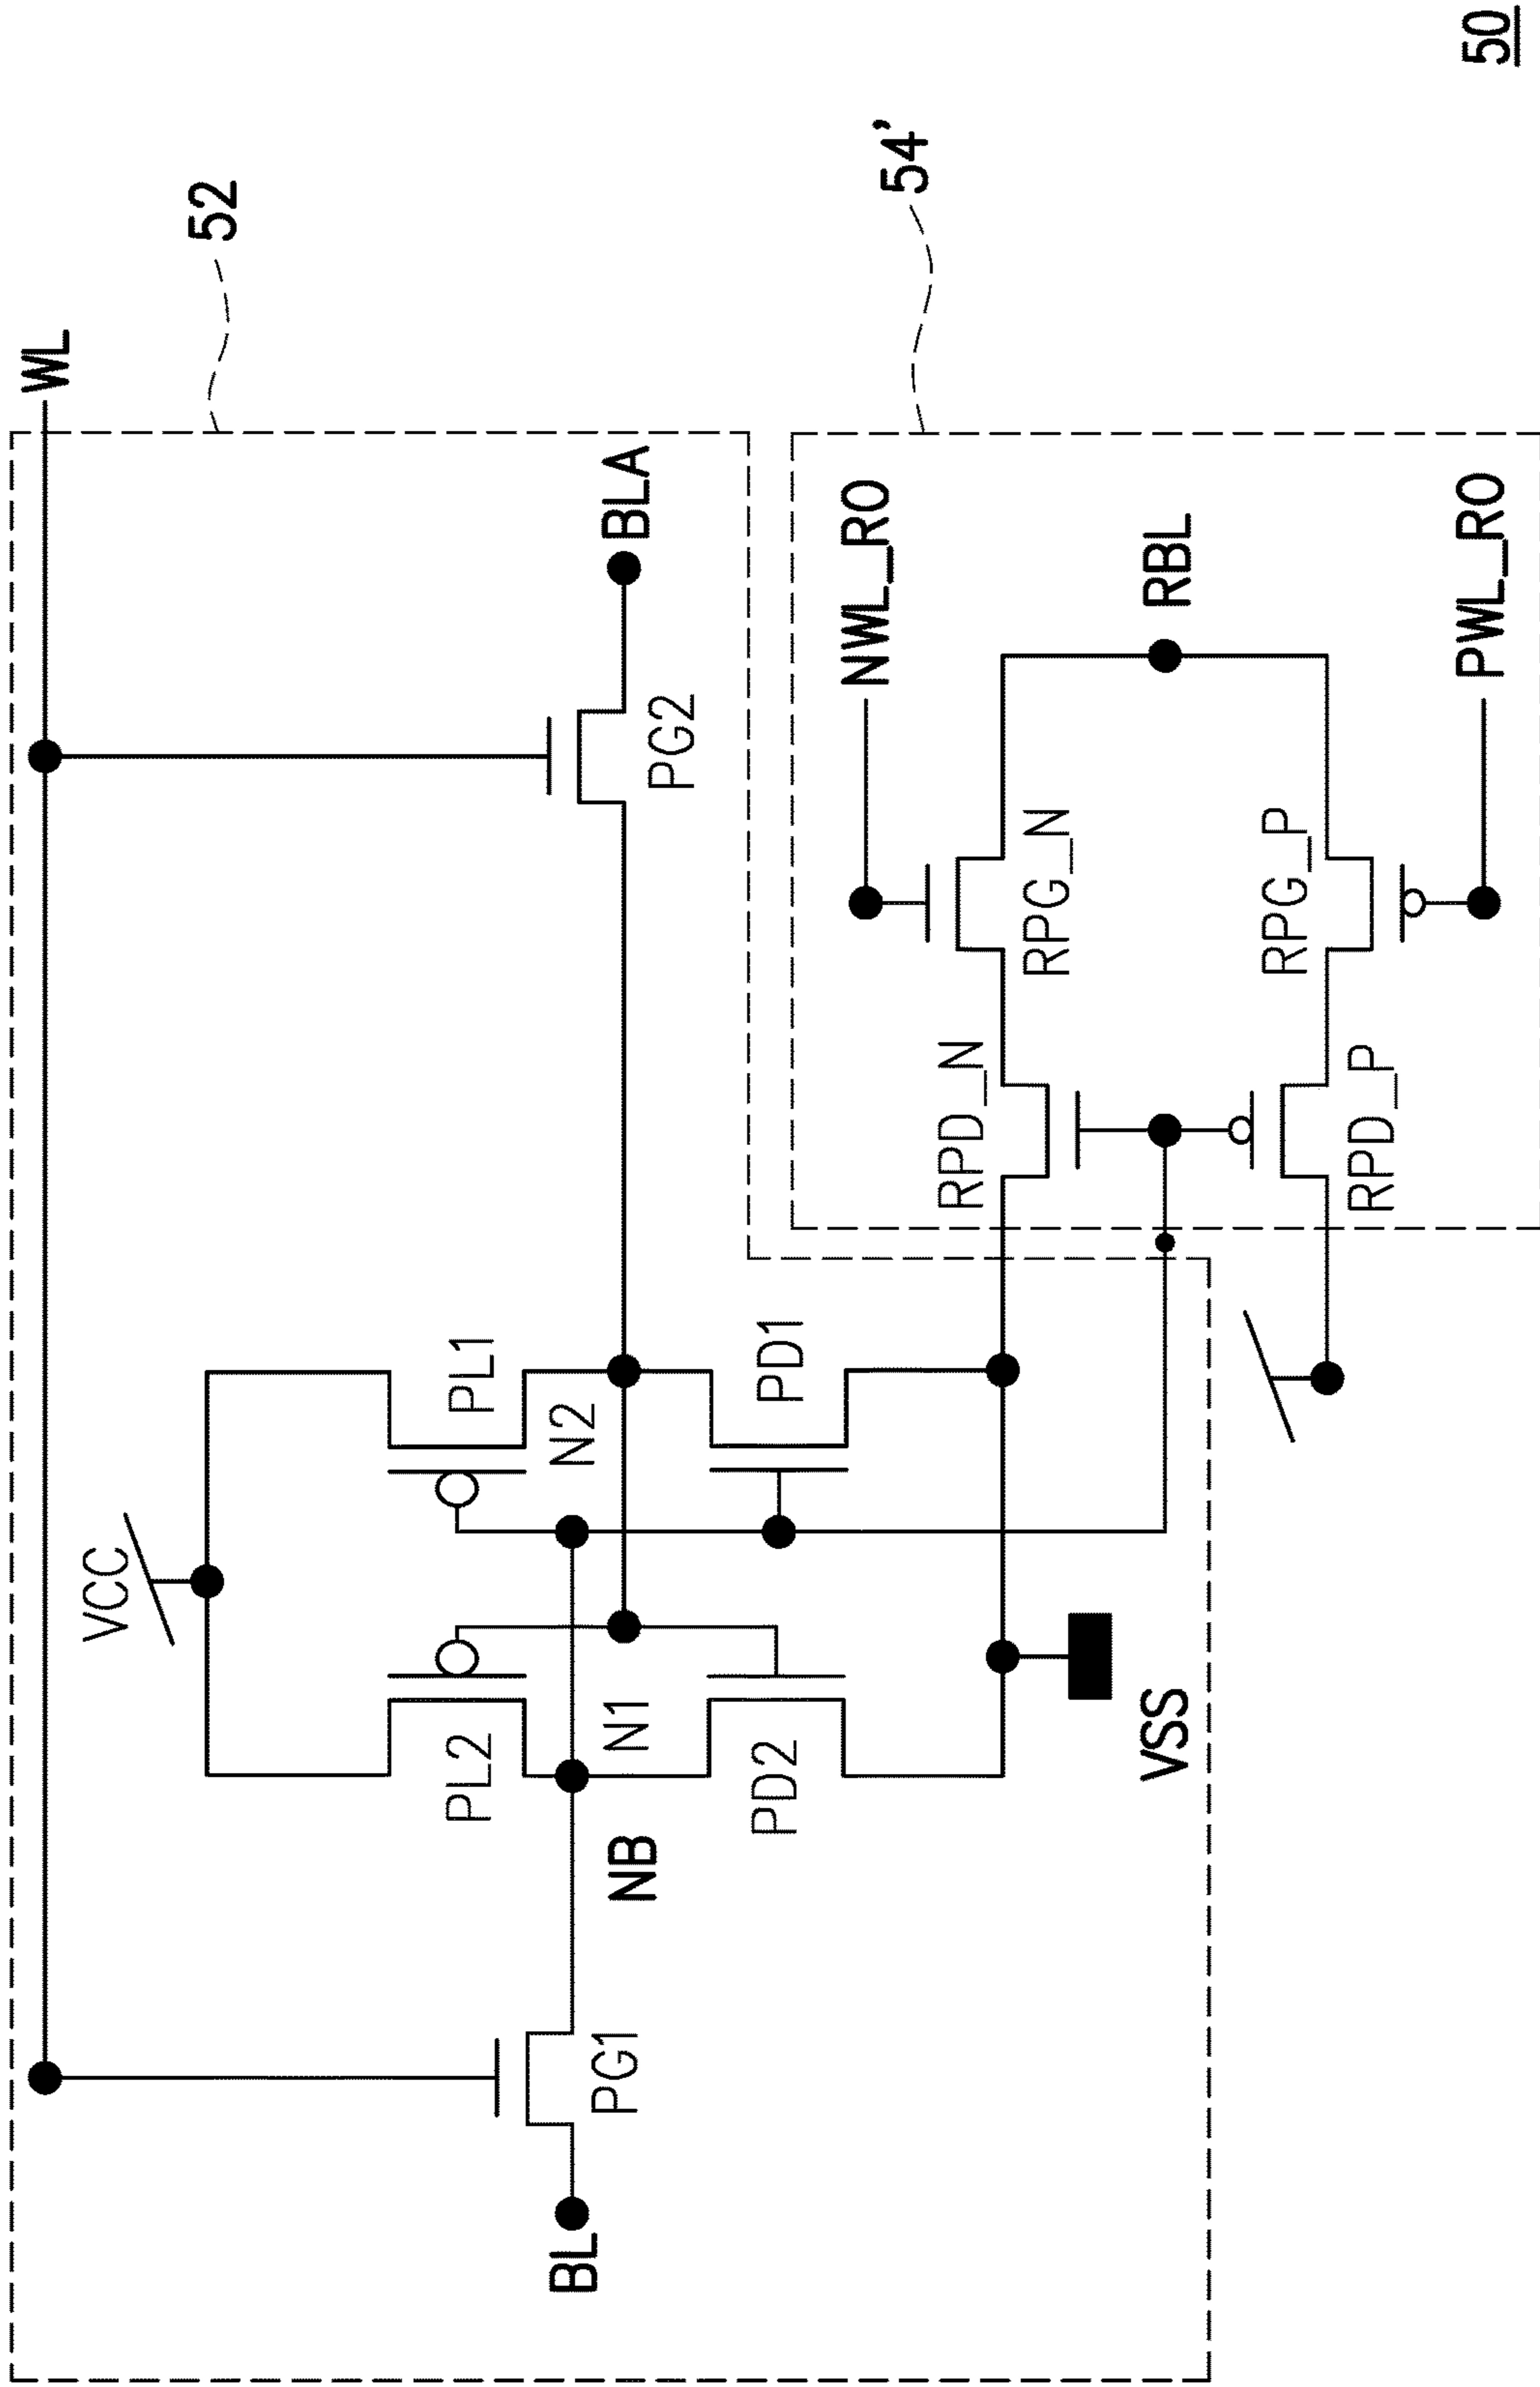 WL
52
BLA
PG2
54'
NWL_RO
RBL
PWL_RO
RPG_N
RPG_P
RPD_N
RPD_P
VCC
PL1
N2
PD1
PL2
N1
PD2
NB
VSS
PG1
BL
50